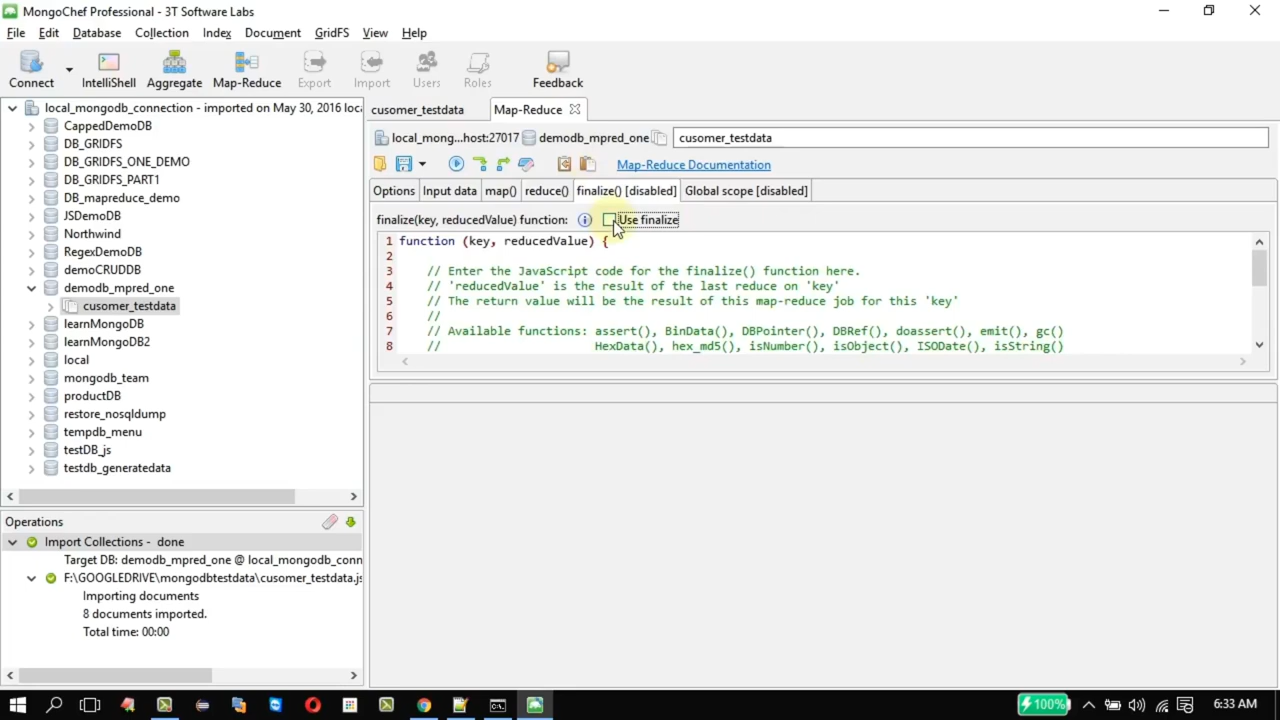 MongoChef Professional - 3T Software Labs
File Edit Database Collection Index Document GridFS View Help
Connect IntelliShell Aggregate Map-Reduce Export Import Users Roles Feedback
local_mongodb_connection - imported on May 30, 2016 loc
CappedDemoDB
DB_GRIDFS
DB_GRIDFS_ONE_DEMO
DB_GRIDFS_PART1
DB_mapreduce_demo
JSDemoDB
Northwind
RegexDemoDB
demoCRUDDB
demodb_mpred_one
cusomer_testdata
learnMongoDB
learnMongoDB2
local
mongodb_team
productDB
restore_nosqldump
tempdb_menu
testDB_js
testdb_generatedata
Operations
Import Collections - done
Target DB: demodb_mpred_one @ local_mongodb_conn
F:\GOOGLEDRIVE\mongodbtestdata\cusomer_testdata.js
Importing documents
8 documents imported.
Total time: 00:00
cusomer_testdata Map-Reduce
local_mong...host:27017 demodb_mpred_one cusomer_testdata
Map-Reduce Documentation
Options Input data map() reduce() finalize() [disabled] Global scope [disabled]
finalize(key, reducedValue) function: Use finalize
1 function (key, reducedValue) {
2
3 // Enter the JavaScript code for the finalize() function here.
4 // 'reducedValue' is the result of the last reduce on 'key'
5 // The return value will be the result of this map-reduce job for this 'key'
6 //
7 // Available functions: assert(), BinData(), DBPointer(), DBRef(), doassert(), emit(), gc()
8 // HexData(), hex_md5(), isNumber(), isObject(), ISODate(), isString()
100% 6:33 AM